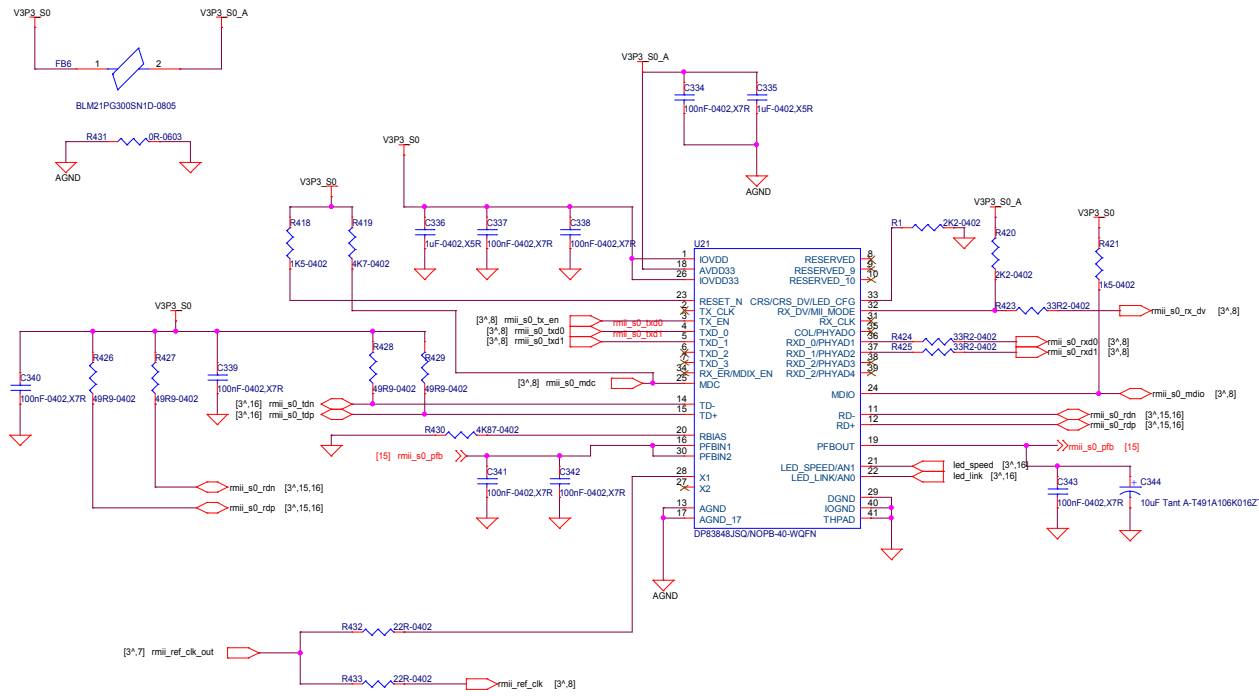 V3P3_S0
V3P3_S0_A
FB6
1
2
BLM21PG300SN1D-0805
R431
0R-0603
AGND
V3P3_S0_A
C334
100nF-0402,X7R
C335
1uF-0402,X5R
AGND
V3P3_S0
V3P3_S0
R418
1K5-0402
R419
4K7-0402
C336
1uF-0402,X5R
C337
100nF-0402,X7R
C338
100nF-0402,X7R
V3P3_S0_A
R1
2K2-0402
R420
2K2-0402
V3P3_S0
R421
1k5-0402
U21
1 IOVDD
18 AVDD33
26 IOVDD33
23 RESET_N
2 TX_CLK
3 TX_EN
4 TXD_0
5 TXD_1
6 TXD_2
7 TXD_3
34 RX_ER/MDIX_EN
25 MDC
14 TD-
15 TD+
20 RBIAS
16 PFBIN1
30 PFBIN2
28 X1
27 X2
13 AGND
17 AGND_17
RESERVED 8
RESERVED_9 9
RESERVED_10 10
CRS/CRS_DV/LED_CFG 33
RX_DV/MII_MODE 32
RX_CLK 31
COL/PHYAD0 35
RXD_0/PHYAD1 36
RXD_1/PHYAD2 37
RXD_2/PHYAD3 38
RXD_2/PHYAD4 39
MDIO 24
RD- 11
RD+ 12
PFBOUT 19
LED_SPEED/AN1 21
LED_LINK/AN0 22
DGND 29
IOGND 40
THPAD 41
DP83848JSQ/NOPB-40-WQFN
[3^,8] rmii_s0_tx_en
[3^,8] rmii_s0_txd0
rmii_s0_txd0
[3^,8] rmii_s0_txd1
rmii_s0_txd1
[3^,8] rmii_s0_mdc
R423
33R2-0402
rmii_s0_rx_dv [3^,8]
R424
33R2-0402
rmii_s0_rxd0 [3^,8]
R425
33R2-0402
rmii_s0_rxd1 [3^,8]
rmii_s0_mdio [3^,8]
rmii_s0_rdn [3^,15,16]
rmii_s0_rdp [3^,15,16]
rmii_s0_pfb [15]
led_speed [3^,16]
led_link [3^,16]
C343
100nF-0402,X7R
+
C344
10uF Tant A-T491A106K016ZT
V3P3_S0
C340
100nF-0402,X7R
R426
49R9-0402
R427
49R9-0402
C339
100nF-0402,X7R
R428
49R9-0402
R429
49R9-0402
[3^,16] rmii_s0_tdn
[3^,16] rmii_s0_tdp
R430
4K87-0402
[15] rmii_s0_pfb
C341
100nF-0402,X7R
C342
100nF-0402,X7R
rmii_s0_rdn [3^,15,16]
rmii_s0_rdp [3^,15,16]
AGND
R432
22R-0402
[3^,7] rmii_ref_clk_out
R433
22R-0402
rmii_ref_clk [3^,8]